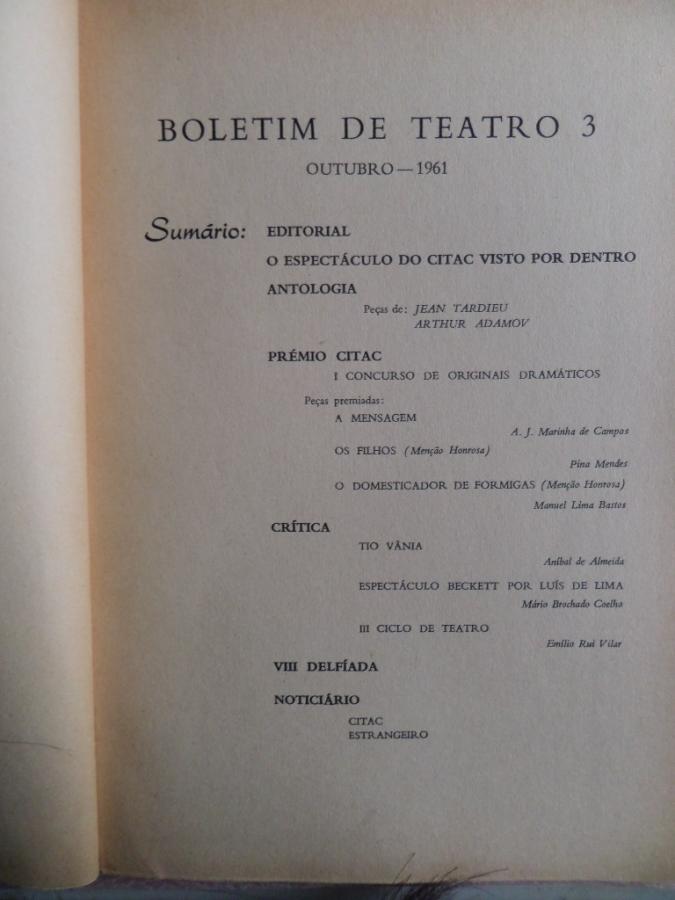 BOLETIM DE TEATRO 3
OUTUBRO — 1961
Sumário: EDITORIAL
O ESPECTÁCULO DO CITAC VISTO POR DENTRO
ANTOLOGIA
Peças de: JEAN TARDIEU
ARTHUR ADAMOV
PRÉMIO CITAC
I CONCURSO DE ORIGINAIS DRAMÁTICOS
Peças premiadas:
A MENSAGEM
A. J. Marinha de Campos
OS FILHOS (Menção Honrosa)
Pina Mendes
O DOMESTICADOR DE FORMIGAS (Menção Honrosa)
Manuel Lima Bastos
CRÍTICA
TIO VÂNIA
Aníbal de Almeida
ESPECTÁCULO BECKETT POR LUÍS DE LIMA
Mário Brochado Coelho
III CICLO DE TEATRO
Emílio Rui Vilar
VIII DELFÍADA
NOTICIÁRIO
CITAC
ESTRANGEIRO